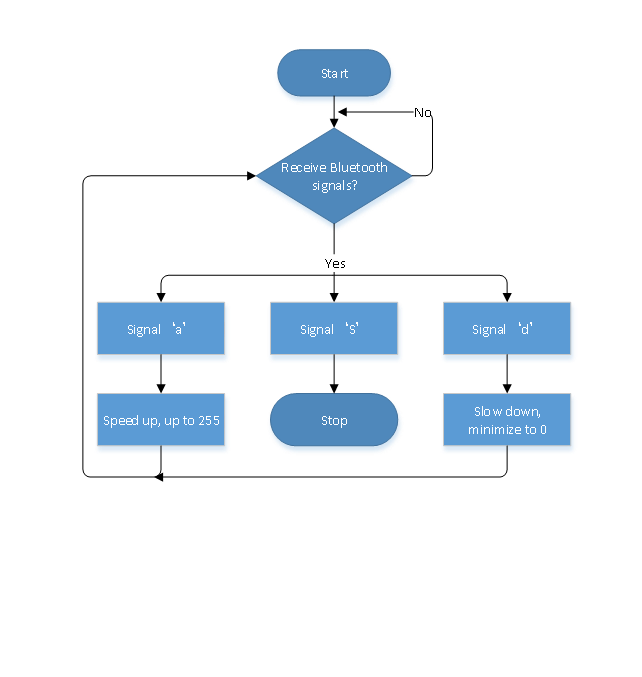 Start
No
Receive Bluetooth
signals?
Yes
Signal ‘a’
Signal ‘S’
Signal ‘d’
Speed up, up to 255
Stop
Slow down,
minimize to 0